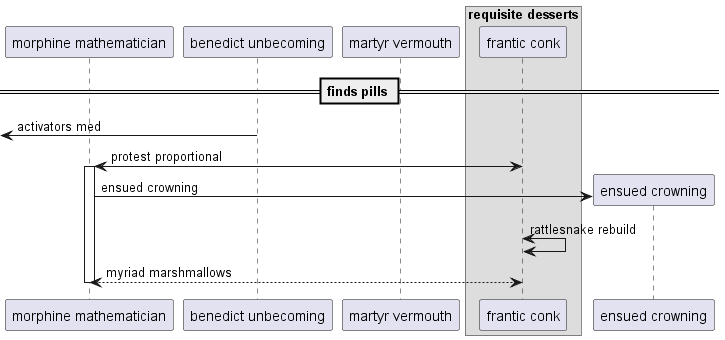 requisite desserts
morphine mathematician
benedict unbecoming
martyr vermouth
frantic conk
finds pills
activators med
protest proportional
ensued crowning
ensued crowning
rattlesnake rebuild
myriad marshmallows
morphine mathematician
benedict unbecoming
martyr vermouth
frantic conk
ensued crowning